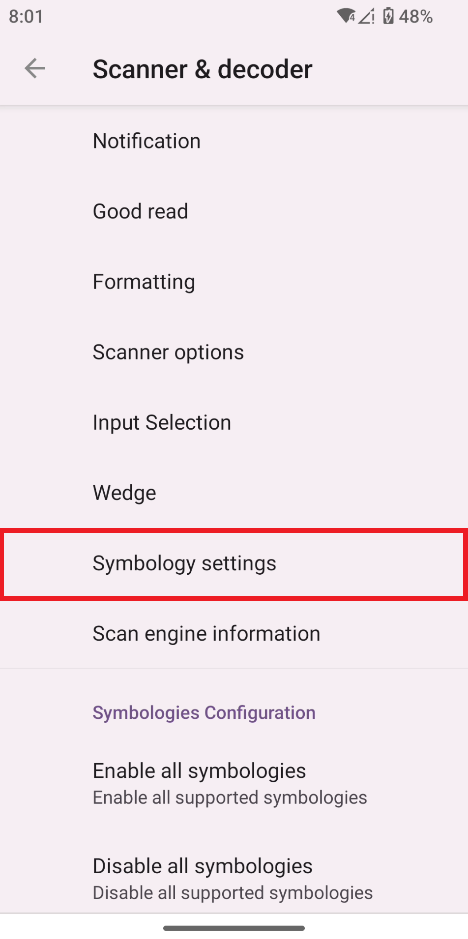 8:01
48%
Scanner & decoder
Notification
Good read
Formatting
Scanner options
Input Selection
Wedge
Symbology settings
Scan engine information
Symbologies Configuration
Enable all symbologies
Enable all supported symbologies
Disable all symbologies
Disable all supported symbologies